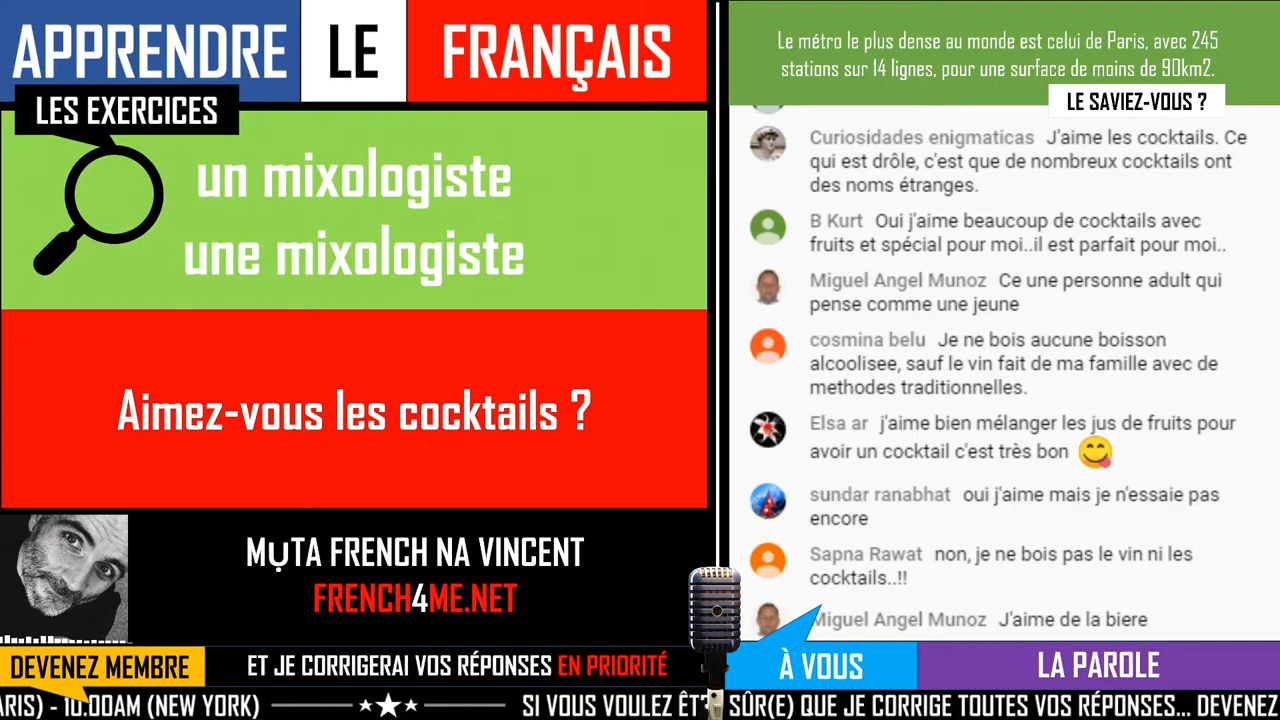 APPRENDRE LE FRANÇAIS
LES EXERCICES
un mixologiste
une mixologiste
Aimez-vous les cocktails ?
MụTA FRENCH NA VINCENT
FRENCH4ME.NET
DEVENEZ MEMBRE
ET JE CORRIGERAI VOS RÉPONSES EN PRIORITÉ
Le métro le plus dense au monde est celui de Paris, avec 245
stations sur 14 lignes, pour une surface de moins de 90km2.
LE SAVIEZ-VOUS ?
Curiosidades enigmaticas J'aime les cocktails. Ce
qui est drôle, c'est que de nombreux cocktails ont
des noms étranges.
B Kurt Oui j'aime beaucoup de cocktails avec
fruits et spécial pour moi..il est parfait pour moi..
Miguel Angel Munoz Ce une personne adult qui
pense comme une jeune
cosmina belu Je ne bois aucune boisson
alcoolisee, sauf le vin fait de ma famille avec de
methodes traditionnelles.
Elsa ar j'aime bien mélanger les jus de fruits pour
avoir un cocktail c'est très bon 😋
sundar ranabhat oui j'aime mais je n'essaie pas
encore
Sapna Rawat non, je ne bois pas le vin ni les
cocktails..!!
Miguel Angel Munoz J'aime de la biere
À VOUS
LA PAROLE
ARIS) - 10:00AM (NEW YORK) SI VOUS VOULEZ ÊT SÛR(E) QUE JE CORRIGE TOUTES VOS RÉPONSES... DEVENEZ